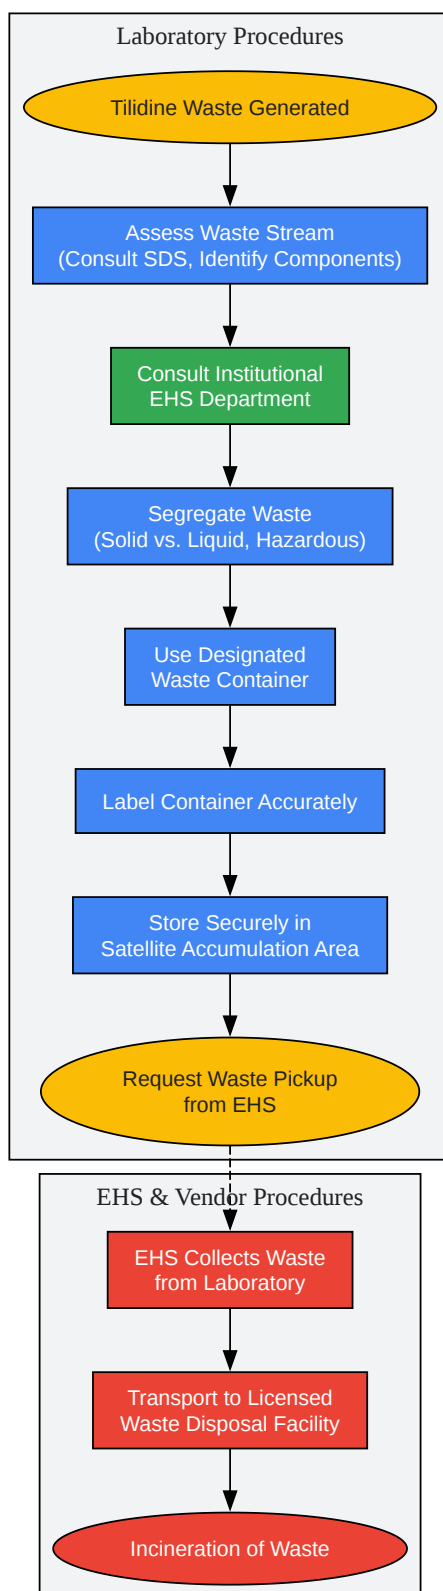 Laboratory Procedures
Tilidine Waste Generated
Assess Waste Stream
(Consult SDS, Identify Components)
Consult Institutional
EHS Department
Segregate Waste
(Solid vs. Liquid, Hazardous)
Use Designated
Waste Container
Label Container Accurately
Store Securely in
Satellite Accumulation Area
Request Waste Pickup
from EHS
EHS & Vendor Procedures
EHS Collects Waste
from Laboratory
Transport to Licensed
Waste Disposal Facility
Incineration of Waste